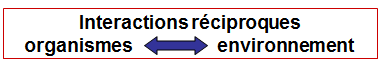 Interactions réciproques
organismes environnement